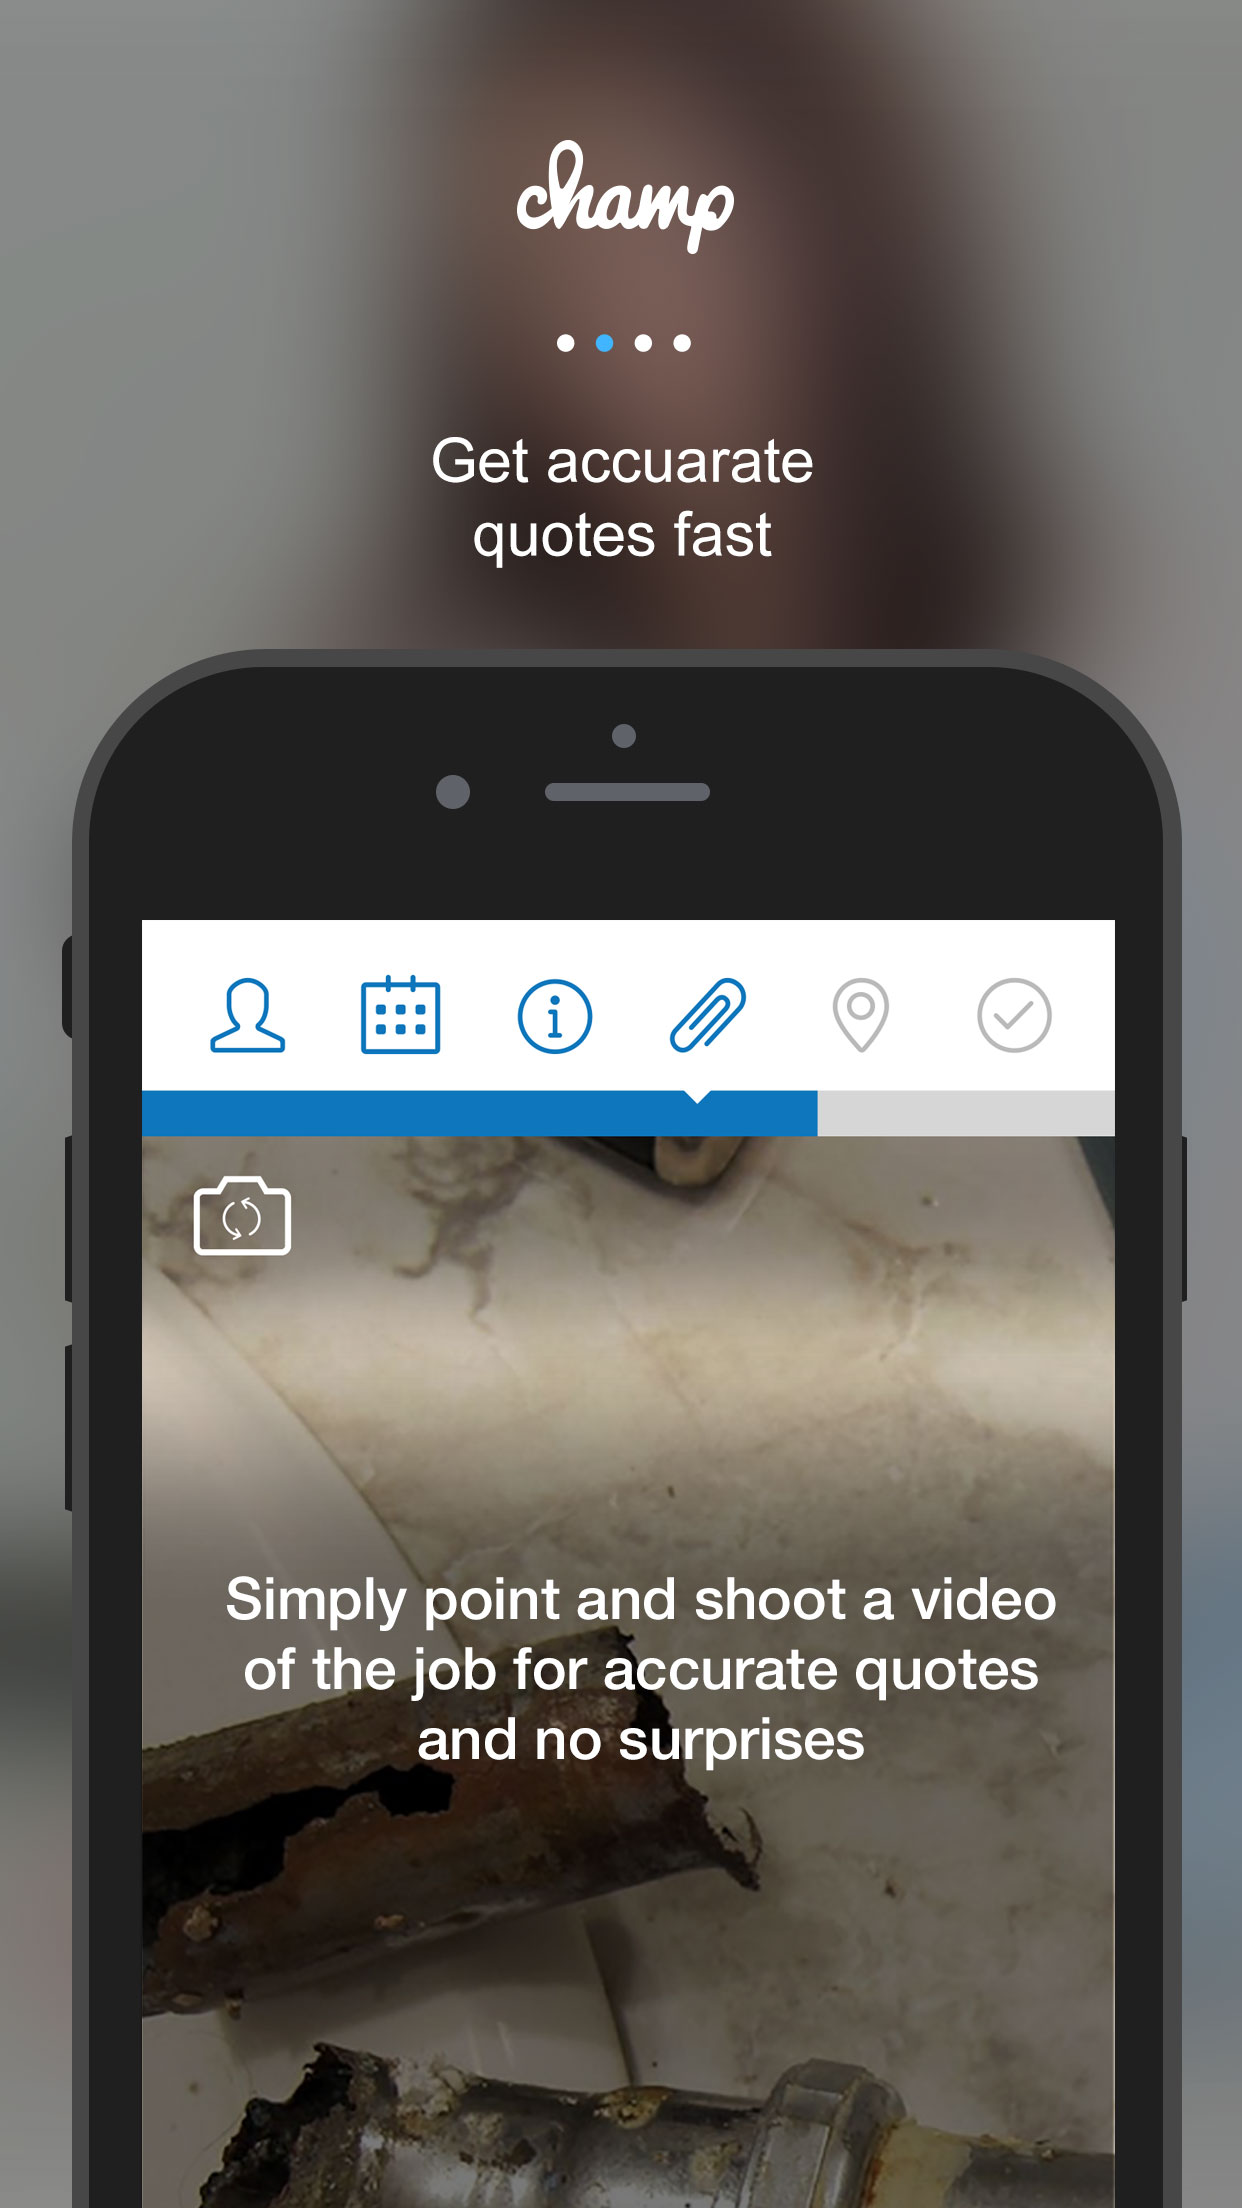 champ
Get accuarate
quotes fast
Simply point and shoot a video
of the job for accurate quotes
and no surprises